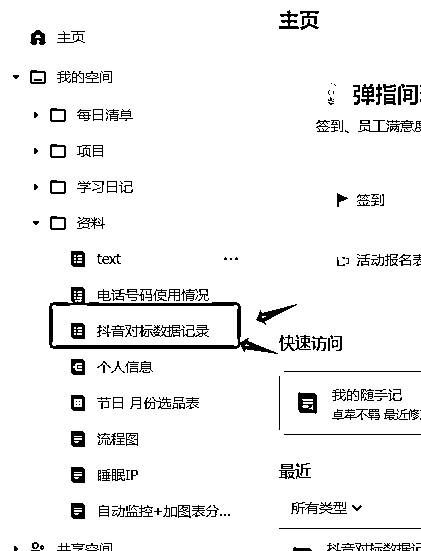 主页
我的空间
每日清单
项目
学习日记
资料
text
电话号码使用情况
抖音对标数据记录
个人信息
节日 月份选品表
流程图
睡眠IP
自动监控+加图表分...
共享空间
主页
弹指间
签到、员工满意度
签到
活动报名表
快速访问
我的随手记
卓荦不羁 最近修
最近
所有类型
抖音对标数据记